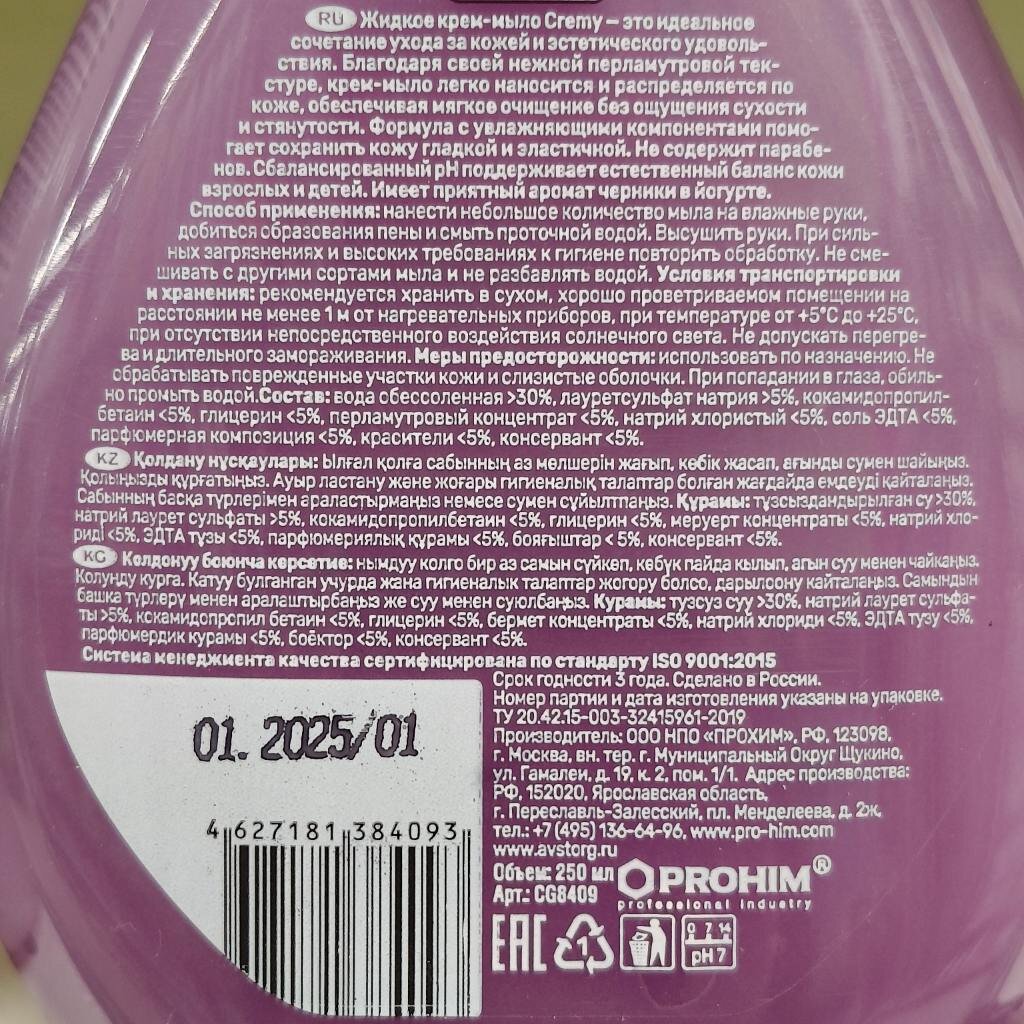 RU Жидкое крем-мыло Cremy – это идеальное
сочетание ухода за кожей и эстетического удоволь-
ствия. Благодаря своей нежной перламутровой тек-
стуре, крем-мыло легко наносится и распределяется по
коже, обеспечивая мягкое очищение без ощущения сухости
и стянутости. Формула с увлажняющими компонентами помо-
гает сохранить кожу гладкой и эластичной. Не содержит парабе-
нов. Сбалансированный pH поддерживает естественный баланс кожи
взрослых и детей. Имеет приятный аромат черники в йогурте.
Способ применения: нанести небольшое количество мыла на влажные руки,
добиться образования пены и смыть проточной водой. Высушить руки. При силь-
ных загрязнениях и высоких требованиях к гигиене повторить обработку. Не сме-
шивать с другими сортами мыла и не разбавлять водой. Условия транспортировки
и хранения: рекомендуется хранить в сухом, хорошо проветриваемом помещении на
расстоянии не менее 1 м от нагревательных приборов, при температуре от +5°С до +25°С,
при отсутствии непосредственного воздействия солнечного света. Не допускать перегре-
ва и длительного замораживания. Меры предосторожности: использовать по назначению. Не
обрабатывать поврежденные участки кожи и слизистые оболочки. При попадании в глаза, обиль-
но промыть водой. Состав: вода обессоленная >30%, лауретсульфат натрия >5%, кокамидопропил-
бетаин <5%, глицерин <5%, перламутровый концентрат <5%, натрий хлористый <5%, соль ЭДТА <5%,
парфюмерная композиция <5%, красители <5%, консервант <5%.
KZ Қолдану нұсқаулары: Ылғал қолға сабынның аз мөлшерін жағып, көбік жасап, ағынды сумен шайыңыз.
Қолыңызды құрғатыңыз. Ауыр ластану және жоғары гигиеналық талаптар болған жағдайда емдеуді қайталаңыз.
Сабынның басқа түрлерімен араластырмаңыз немесе сумен сұйылтпаңыз. Құрамы: тұзсыздандырылған су >30%,
натрий лаурет сульфаты >5%, кокамидопропилбетаин <5%, глицерин <5%, меруерт концентраты <5%, натрий хло-
риді <5%, ЭДТА тұзы <5%, парфюмериялық құрамы <5%, бояғыштар < 5%, консервант <5%.
KG Колдонуу боюнча көрсөтмө: нымдуу колго бир аз самын сүйкөп, көбүк пайда кылып, агын суу менен чайкаңыз.
Колунду курга. Катуу булганган учурда жана гигиеналык талаптар жогору болсо, дарылоону кайталаңыз. Самындын
башка түрлөрү менен аралаштырбаңыз же суу менен суюлбаңыз. Курамы: тузсуз суу >30%, натрий лаурет сульфа-
ты >5%, кокамидопропил бетаин <5%, глицерин <5%, бермет концентраты <5%, натрий хлориди <5%, ЭДТА тузу <5%,
парфюмердик курамы <5%, боёктор <5%, консервант <5%.
Система менеджмента качества сертифицирована по стандарту ISO 9001:2015
Срок годности 3 года. Сделано в России.
Номер партии и дата изготовления указаны на упаковке.
ТУ 20.42.15-003-32415961-2019
Производитель: ООО НПО «ПРОХИМ», РФ, 123098,
г. Москва, вн. тер. г. Муниципальный Округ Щукино,
ул. Гамалеи, д. 19, к. 2, пом. 1/1. Адрес производства:
РФ, 152020, Ярославская область,
г. Переславль-Залесский, пл. Менделеева, д. 2ж,
тел.: +7 (495) 136-64-96, www.pro-him.com
www.avstorg.ru
Объем: 250 мл
Арт.: CG8409
PROHIM®
professional industry
EAC
1
0 7 14
pH 7
01. 2025/01
4 627181 384093